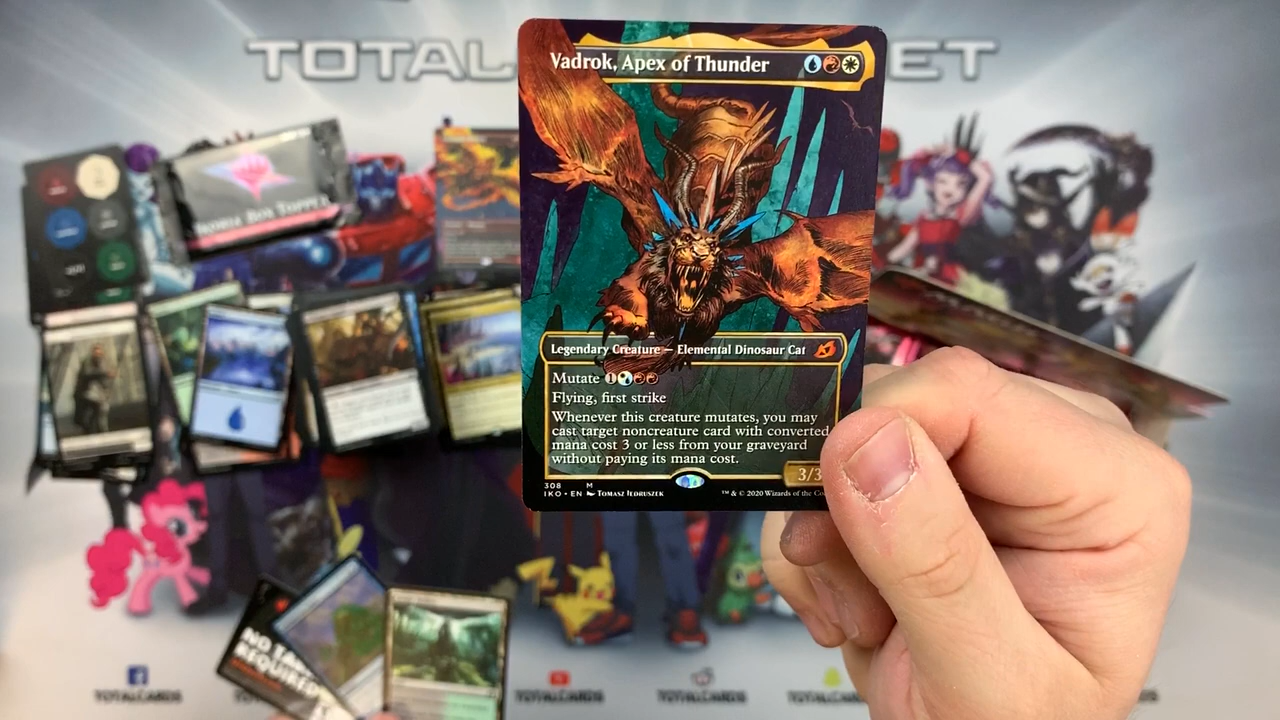 TOTAL
ET
Vadrok, Apex of Thunder
Legendary Creature — Elemental Dinosaur Cat
Mutate
Flying, first strike
Whenever this creature mutates, you may
cast target noncreature card with converted
mana cost 3 or less from your graveyard
without paying its mana cost.
3/3
308 M
IKO • EN Tomasz Jedruszek
™ & © 2020 Wizards of the Co
Box Topper
NO
REQUIRED
TOTALCARDS
TOTALCARDS
TOTALCARDS